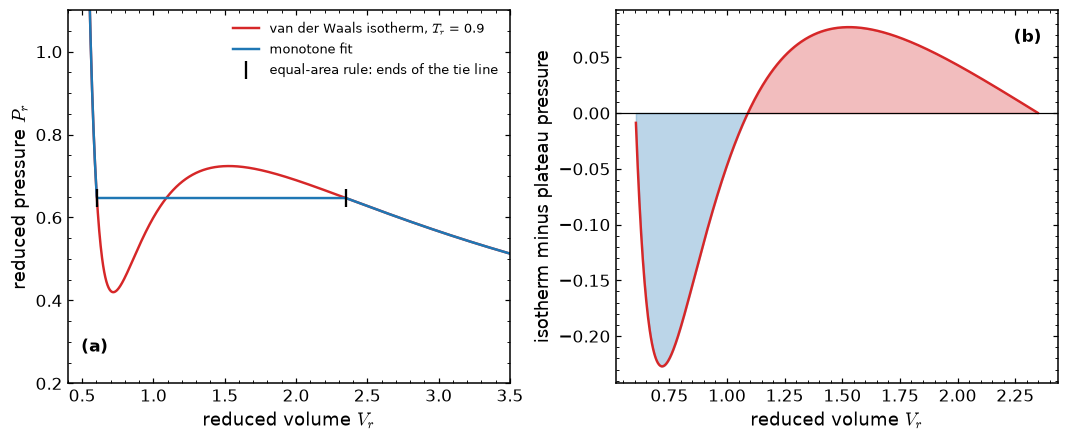 1.0
0.8
0.6
0.4
0.2
0.5
1.0
1.5
2.0
2.5
3.0
3.5
reduced pressure Pᵣ
reduced volume Vᵣ
van der Waals isotherm, Tᵣ = 0.9
monotone fit
equal-area rule: ends of the tie line
(a)
0.05
0.00
−0.05
−0.10
−0.15
−0.20
0.75
1.00
1.25
1.50
1.75
2.00
2.25
isotherm minus plateau pressure
reduced volume Vᵣ
(b)